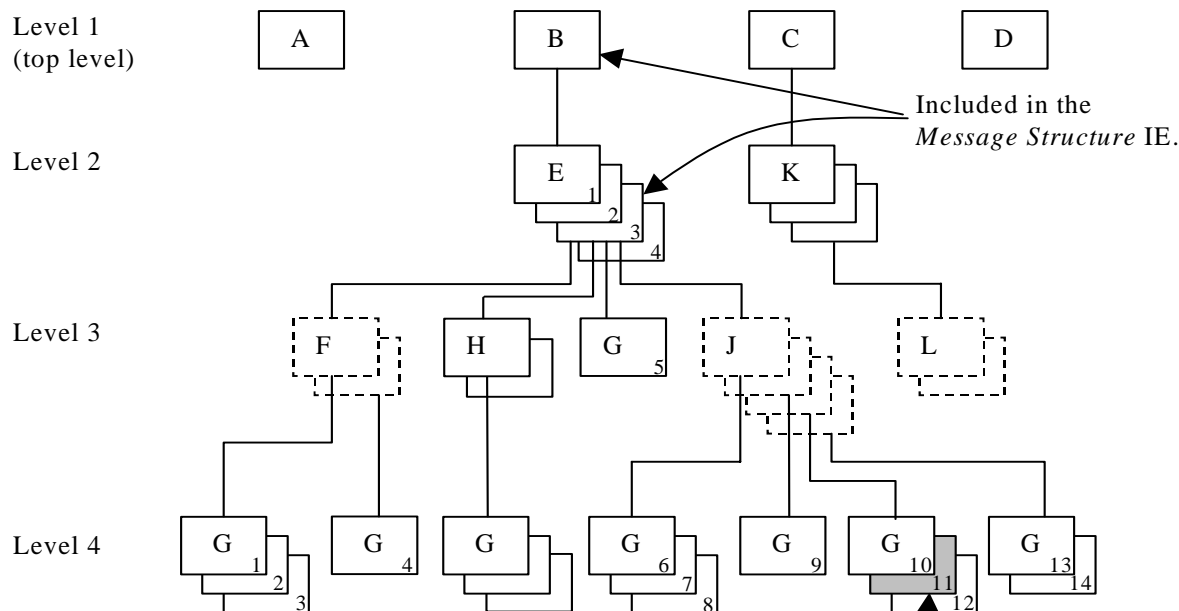 Level 1
(top level)
A
B
C
D
Included in the
Message Structure IE.
Level 2
E
1
2
3
4
K
Level 3
F
H
G
5
J
L
Level 4
G
1
2
3
G
4
G
G
6
7
8
G
9
G
10
11
12
G
13
14